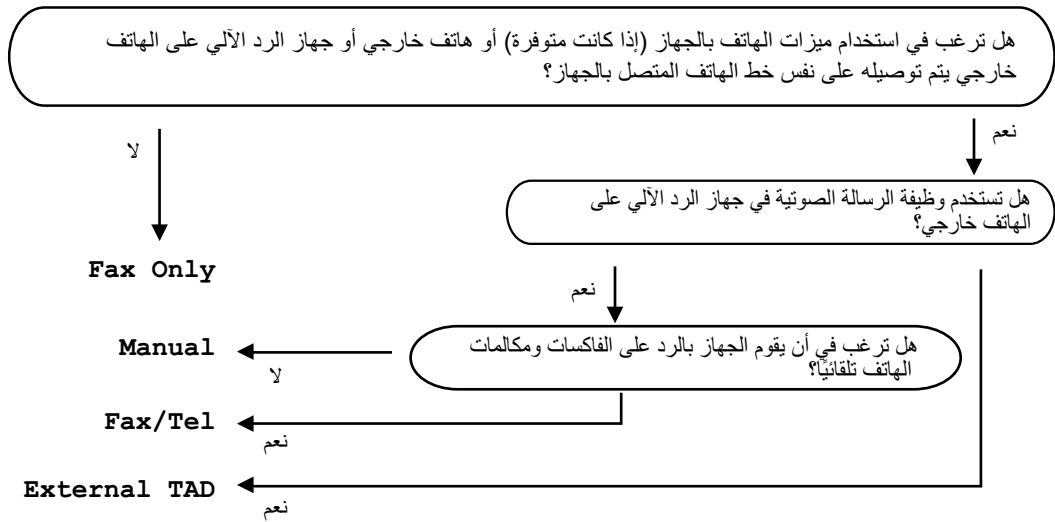 هل ترغب في استخدام ميزات الهاتف بالجهاز (إذا كانت متوفرة) أو هاتف خارجي أو جهاز الرد الآلي على الهاتف
خارجي يتم توصيله على نفس خط الهاتف المتصل بالجهاز؟
نعم
لا
هل تستخدم وظيفة الرسالة الصوتية في جهاز الرد الآلي على
الهاتف خارجي؟
Fax Only
نعم
هل ترغب في أن يقوم الجهاز بالرد على الفاكسات ومكالمات
الهاتف تلقائيًا؟
Manual
لا
Fax/Tel
نعم
External TAD
نعم